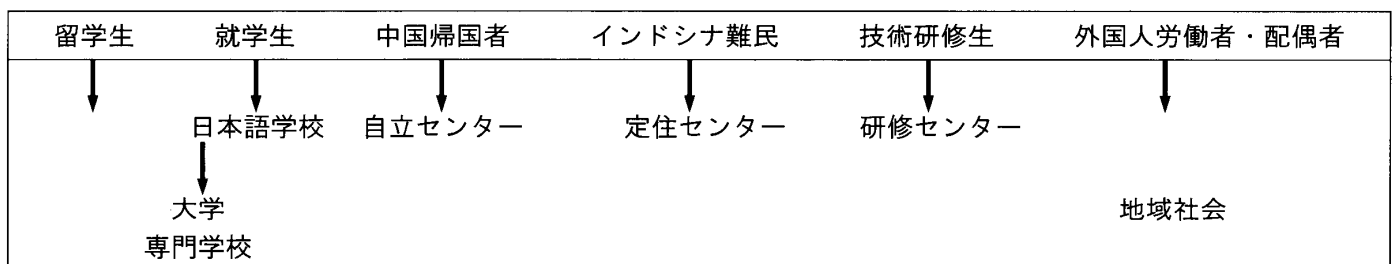 留学生 就学生 中国帰国者 インドシナ難民 技術研修生 外国人労働者・配偶者
日本語学校 自立センター 定住センター 研修センター
大学 地域社会
専門学校